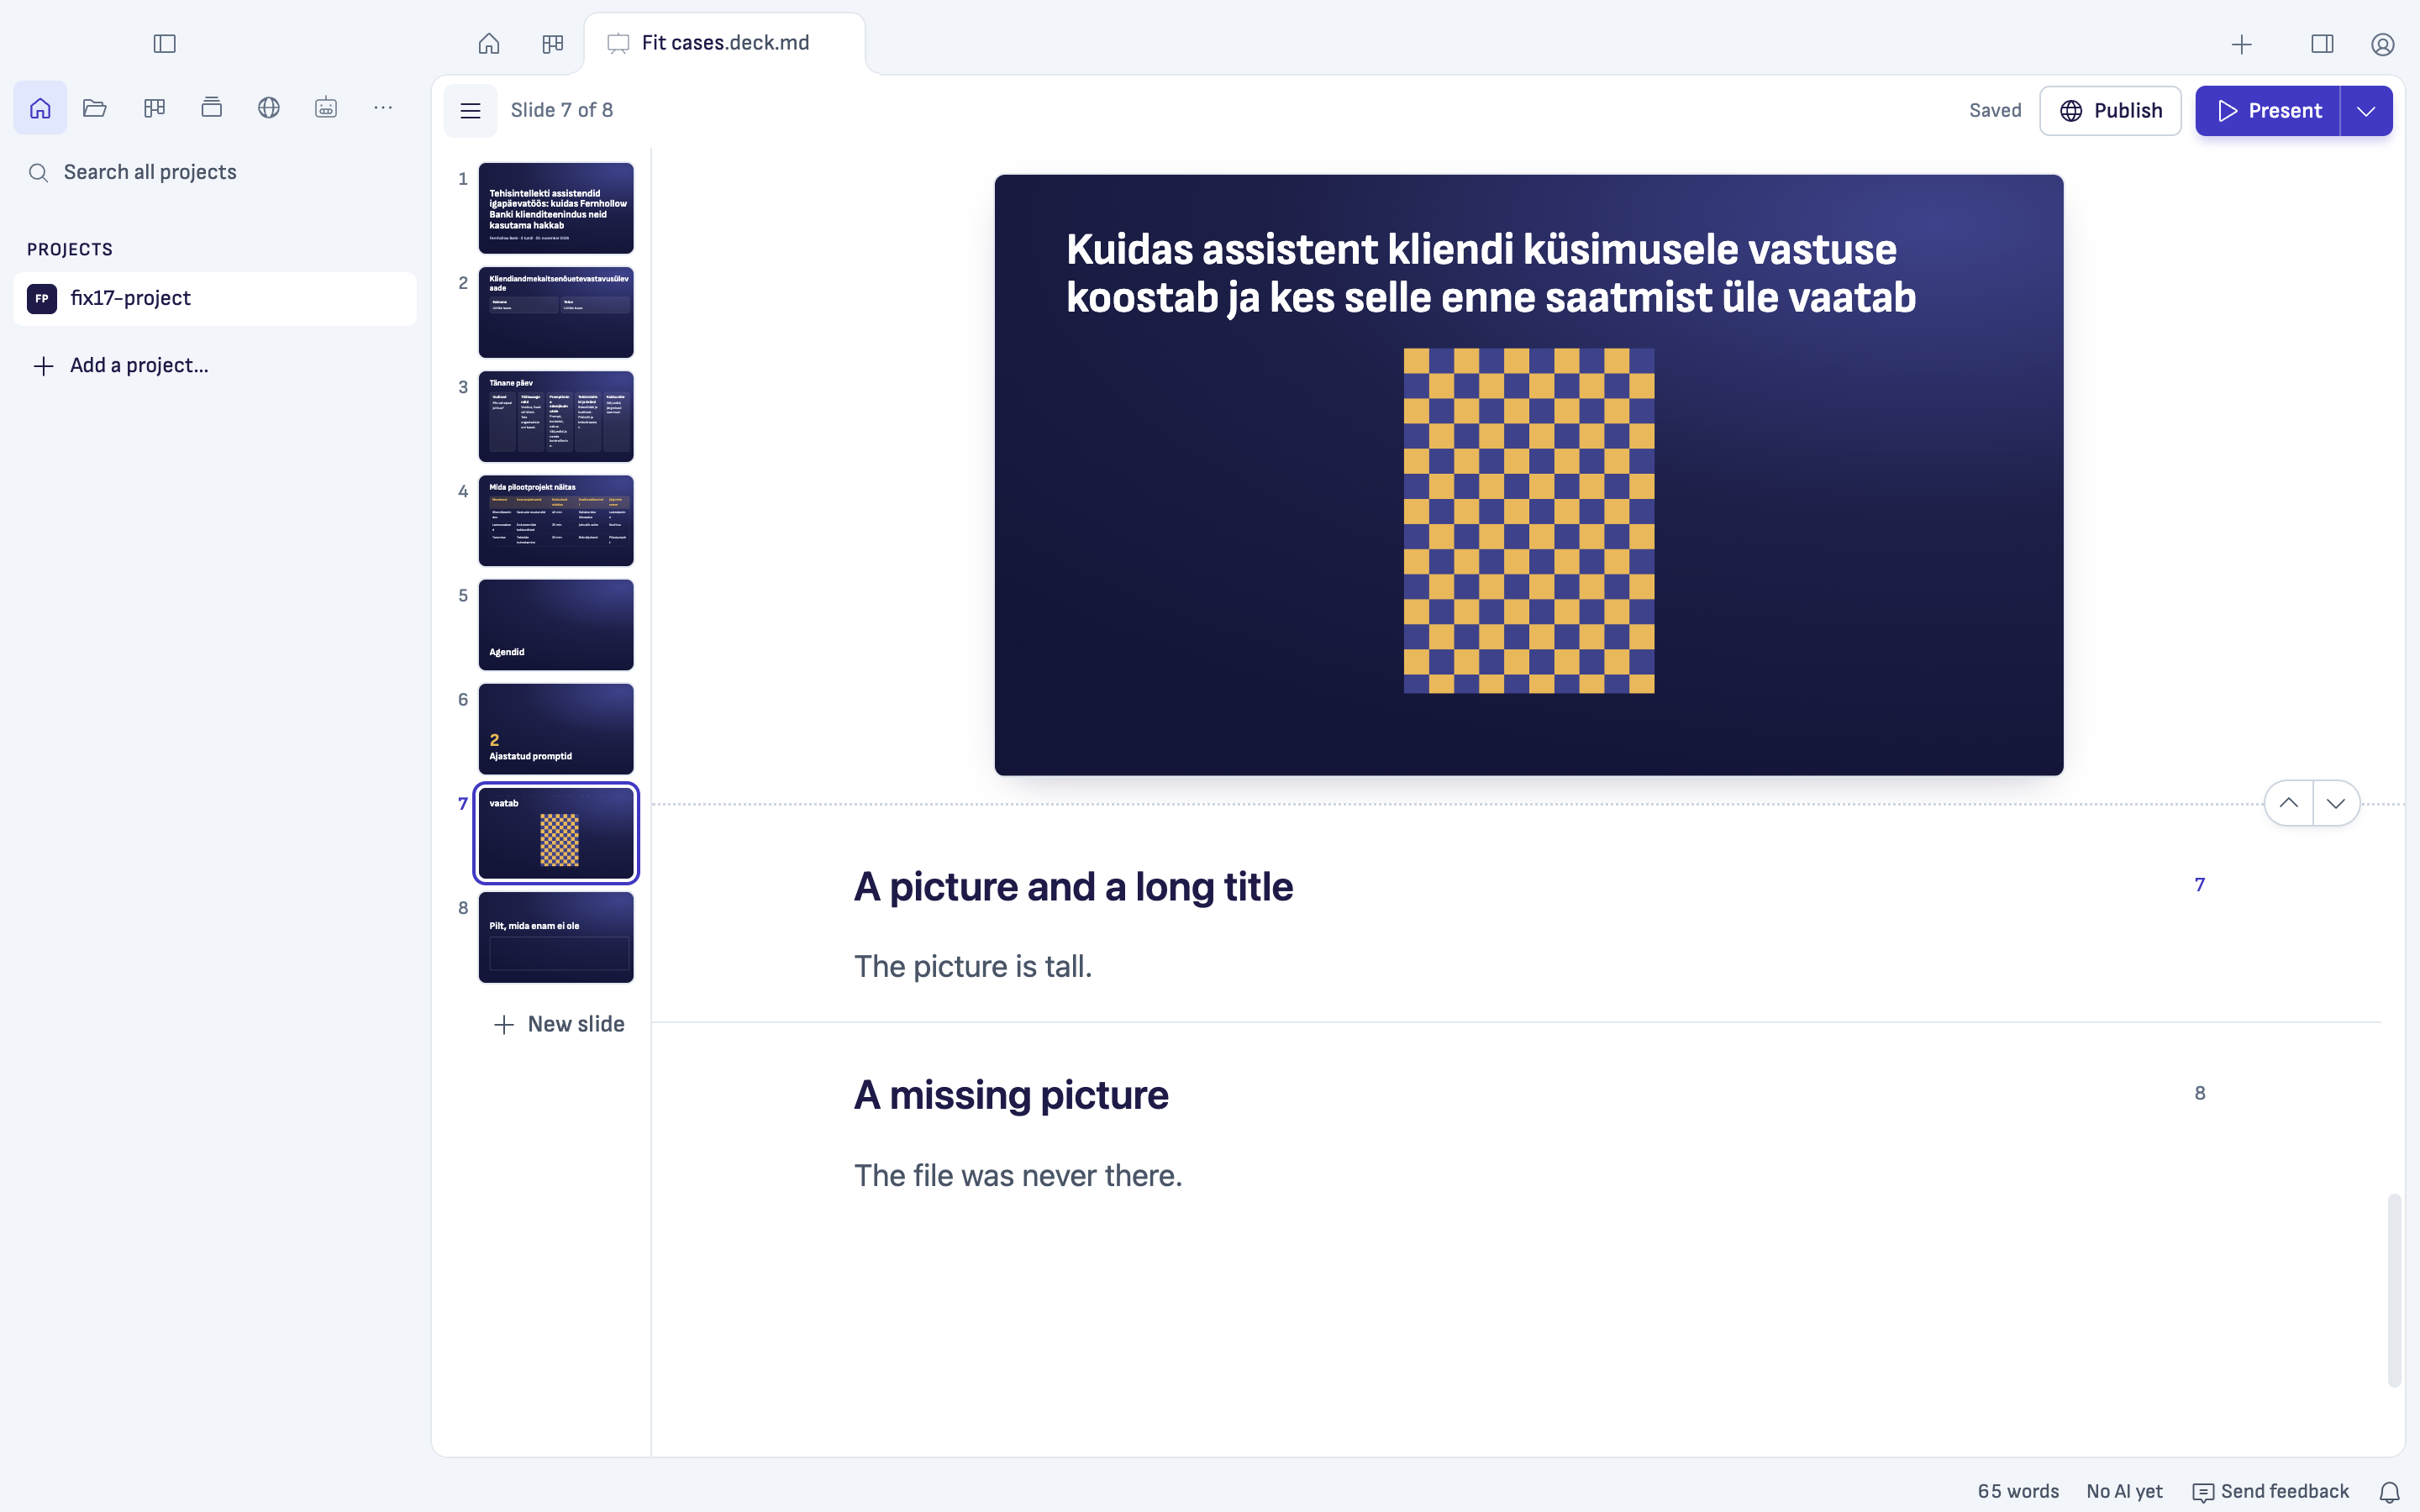 Fit cases.deck.md
Search all projects
PROJECTS
FP
fix17-project
Add a project...
Slide 7 of 8
Saved
Publish
Present
1
Tehisintellekti assistendid
igapäevatöös: kuidas Fernhollow
Banki klienditeenindus neid
kasutama hakkab
2
Kliendiandmekaitsenõuetevastavusülev
aade
3
Tänane päev
4
Mida pilootprojekt näitas
5
Agendid
6
2
Ajastatud promptid
7
vaatab
8
Pilt, mida enam ei ole
New slide
Kuidas assistent kliendi küsimusele vastuse
koostab ja kes selle enne saatmist üle vaatab
A picture and a long title
7
The picture is tall.
A missing picture
8
The file was never there.
65 words
No AI yet
Send feedback